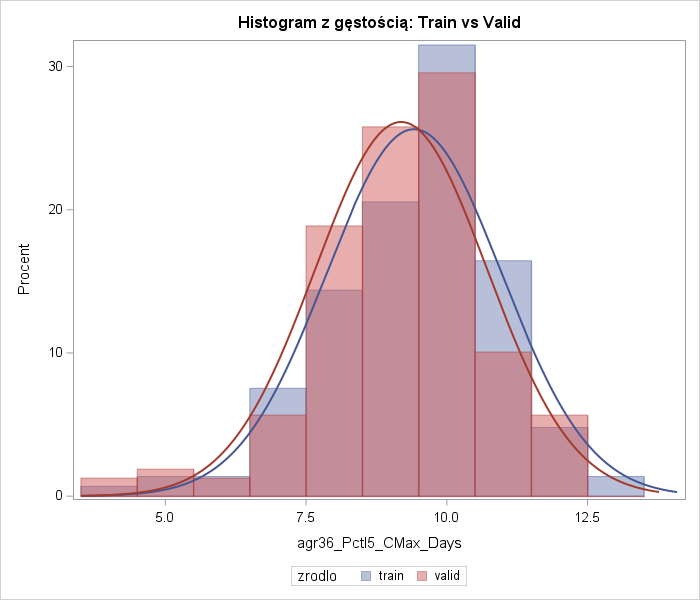 Histogram z gęstością: Train vs Valid
30
20
10
0
Procent
5.0 7.5 10.0 12.5
agr36_Pctl5_CMax_Days
zrodlo train valid